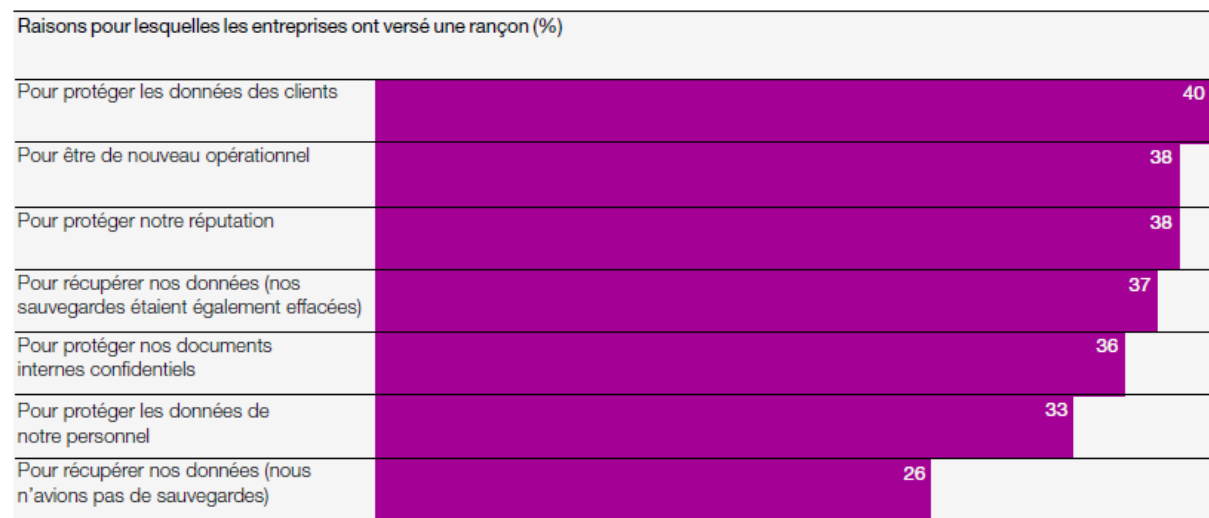 Raisons pour lesquelles les entreprises ont versé une rançon (%)
Pour protéger les données des clients
40
Pour être de nouveau opérationnel
38
Pour protéger notre réputation
38
Pour récupérer nos données (nos
sauvegardes étaient également effacées)
37
Pour protéger nos documents
internes confidentiels
36
Pour protéger les données de
notre personnel
33
Pour récupérer nos données (nous
n’avions pas de sauvegardes)
26